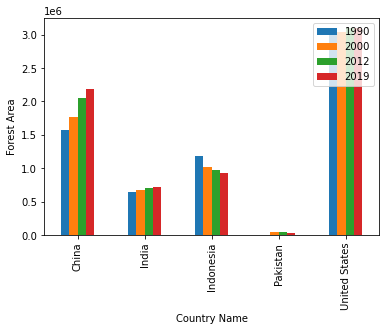 1e6
3.0
2.5
2.0
1.5
1.0
0.5
0.0
Forest Area
1990
2000
2012
2019
China
India
Indonesia
Pakistan
United States
Country Name